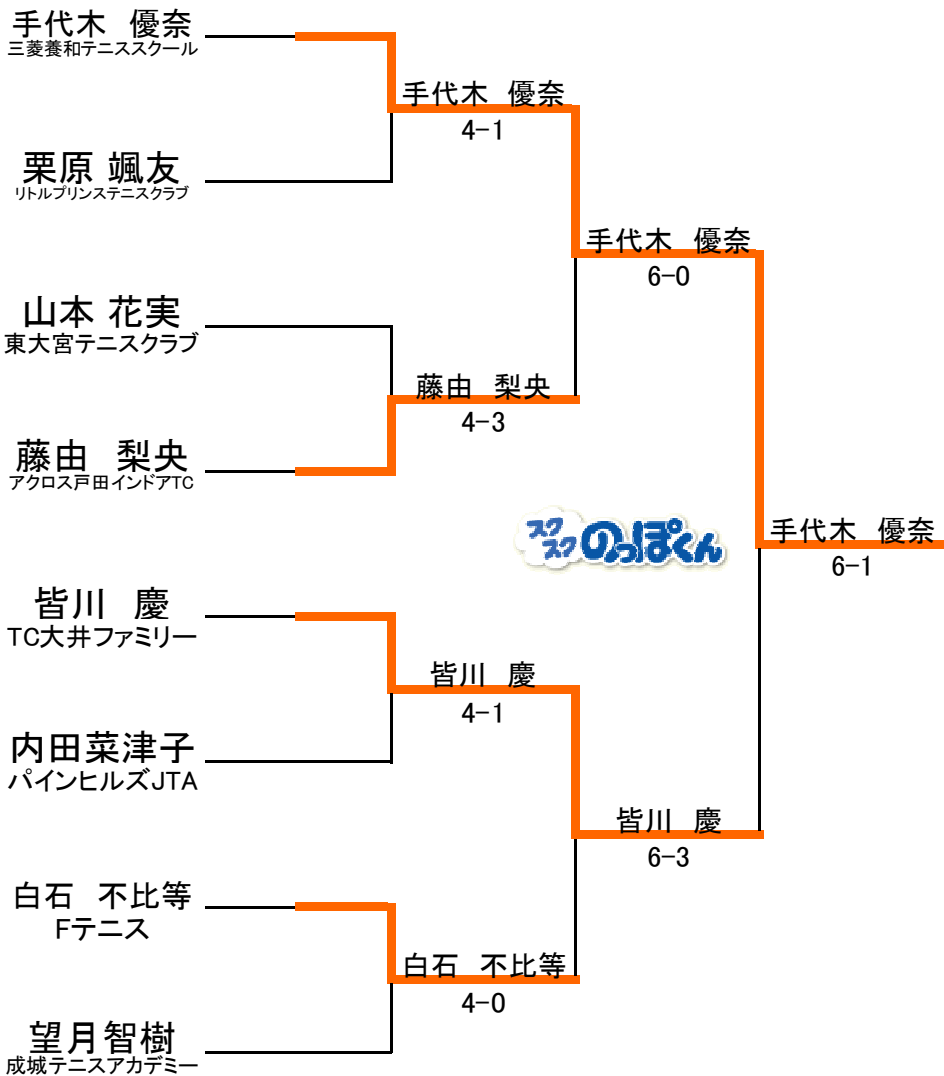 手代木　優奈
三菱養和テニススクール
手代木　優奈
4-1
栗原 颯友
リトルプリンステニスクラブ
手代木　優奈
6-0
山本 花実
東大宮テニスクラブ
藤由　梨央
4-3
藤由　梨央
アクロス戸田インドアTC
スクスクのっぽくん
手代木　優奈
6-1
皆川　慶
TC大井ファミリー
皆川　慶
4-1
内田菜津子
パインヒルズJTA
皆川　慶
6-3
白石　不比等
Fテニス
白石　不比等
4-0
望月智樹
成城テニスアカデミー